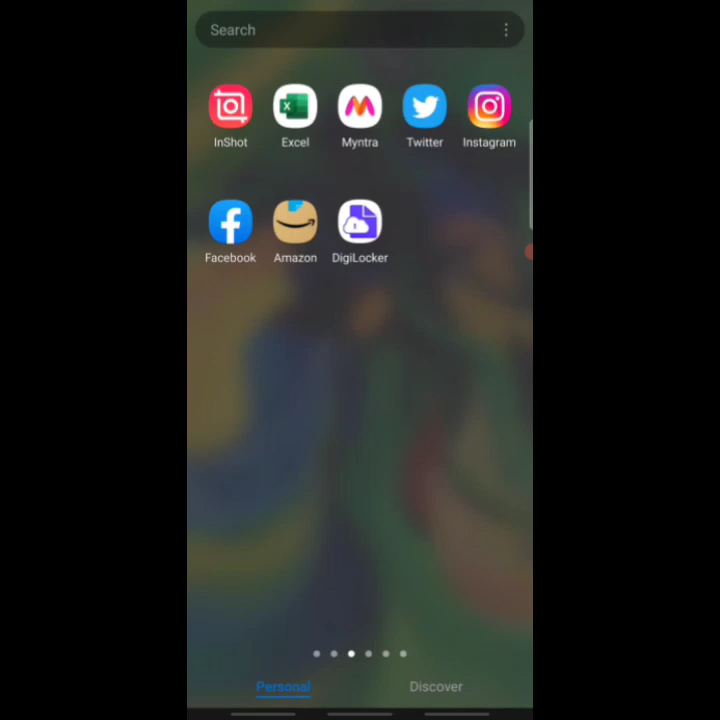 Search
InShot Excel Myntra Twitter Instagram
Facebook Amazon DigiLocker
Personal Discover